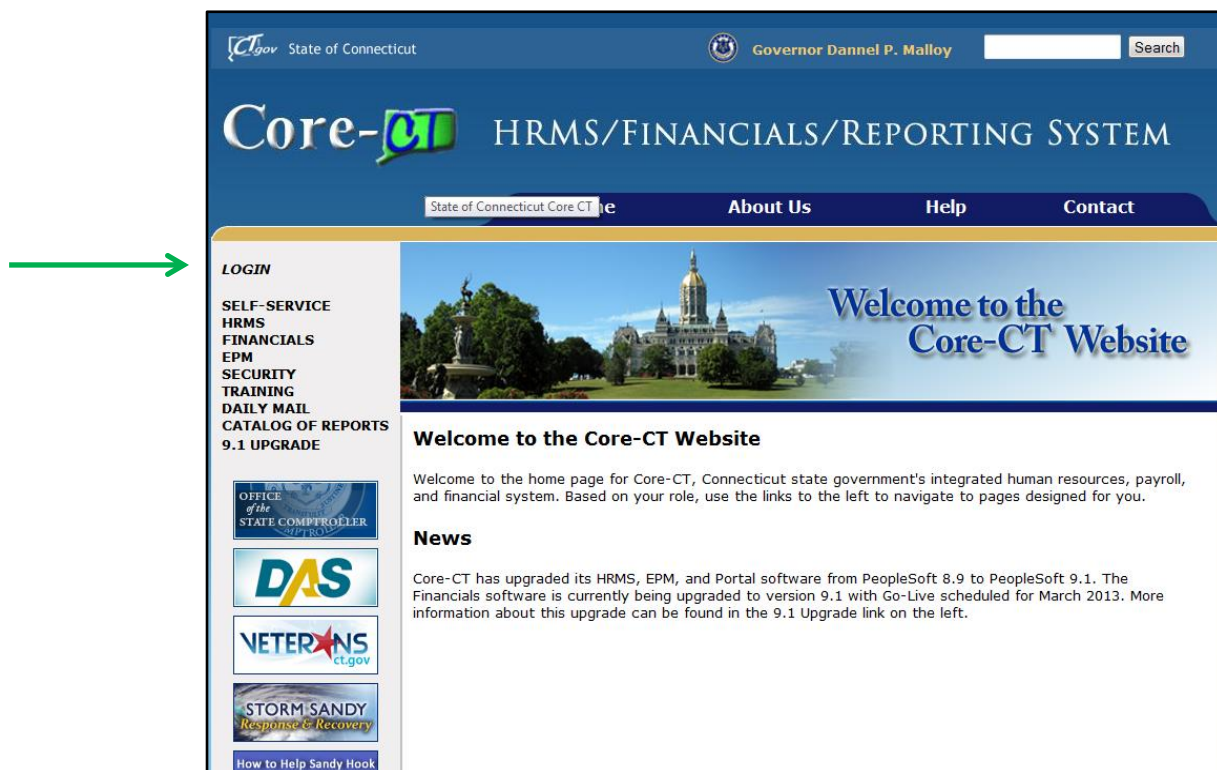 CT.gov State of Connecticut
Governor Dannel P. Malloy
Search
Core-CT HRMS/FINANCIALS/REPORTING SYSTEM
State of Connecticut Core CT
About Us Help Contact
LOGIN
SELF-SERVICE
HRMS
FINANCIALS
EPM
SECURITY
TRAINING
DAILY MAIL
CATALOG OF REPORTS
9.1 UPGRADE
OFFICE
of the
STATE COMPTROLLER
DAS
VETERANS
ct.gov
STORM SANDY
Response & Recovery
How to Help Sandy Hook
Welcome to the
Core-CT Website
Welcome to the Core-CT Website
Welcome to the home page for Core-CT, Connecticut state government's integrated human resources, payroll,
and financial system. Based on your role, use the links to the left to navigate to pages designed for you.
News
Core-CT has upgraded its HRMS, EPM, and Portal software from PeopleSoft 8.9 to PeopleSoft 9.1. The
Financials software is currently being upgraded to version 9.1 with Go-Live scheduled for March 2013. More
information about this upgrade can be found in the 9.1 Upgrade link on the left.